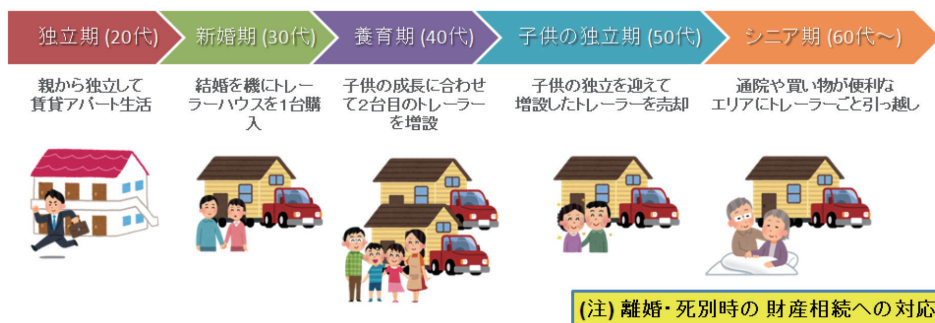 独立期 (20代)
新婚期 (30代)
養育期 (40代)
子供の独立期 (50代)
シニア期 (60代～)
親から独立して
賃貸アパート生活
結婚を機にトレー
ラーハウスを1台購
入
子供の成長に合わせ
て2台目のトレーラー
を増設
子供の独立を迎えて
増設したトレーラーを売却
通院や買い物が便利な
エリアにトレーラーごと引っ越し
(注) 離婚・死別時の 財産相続への対応